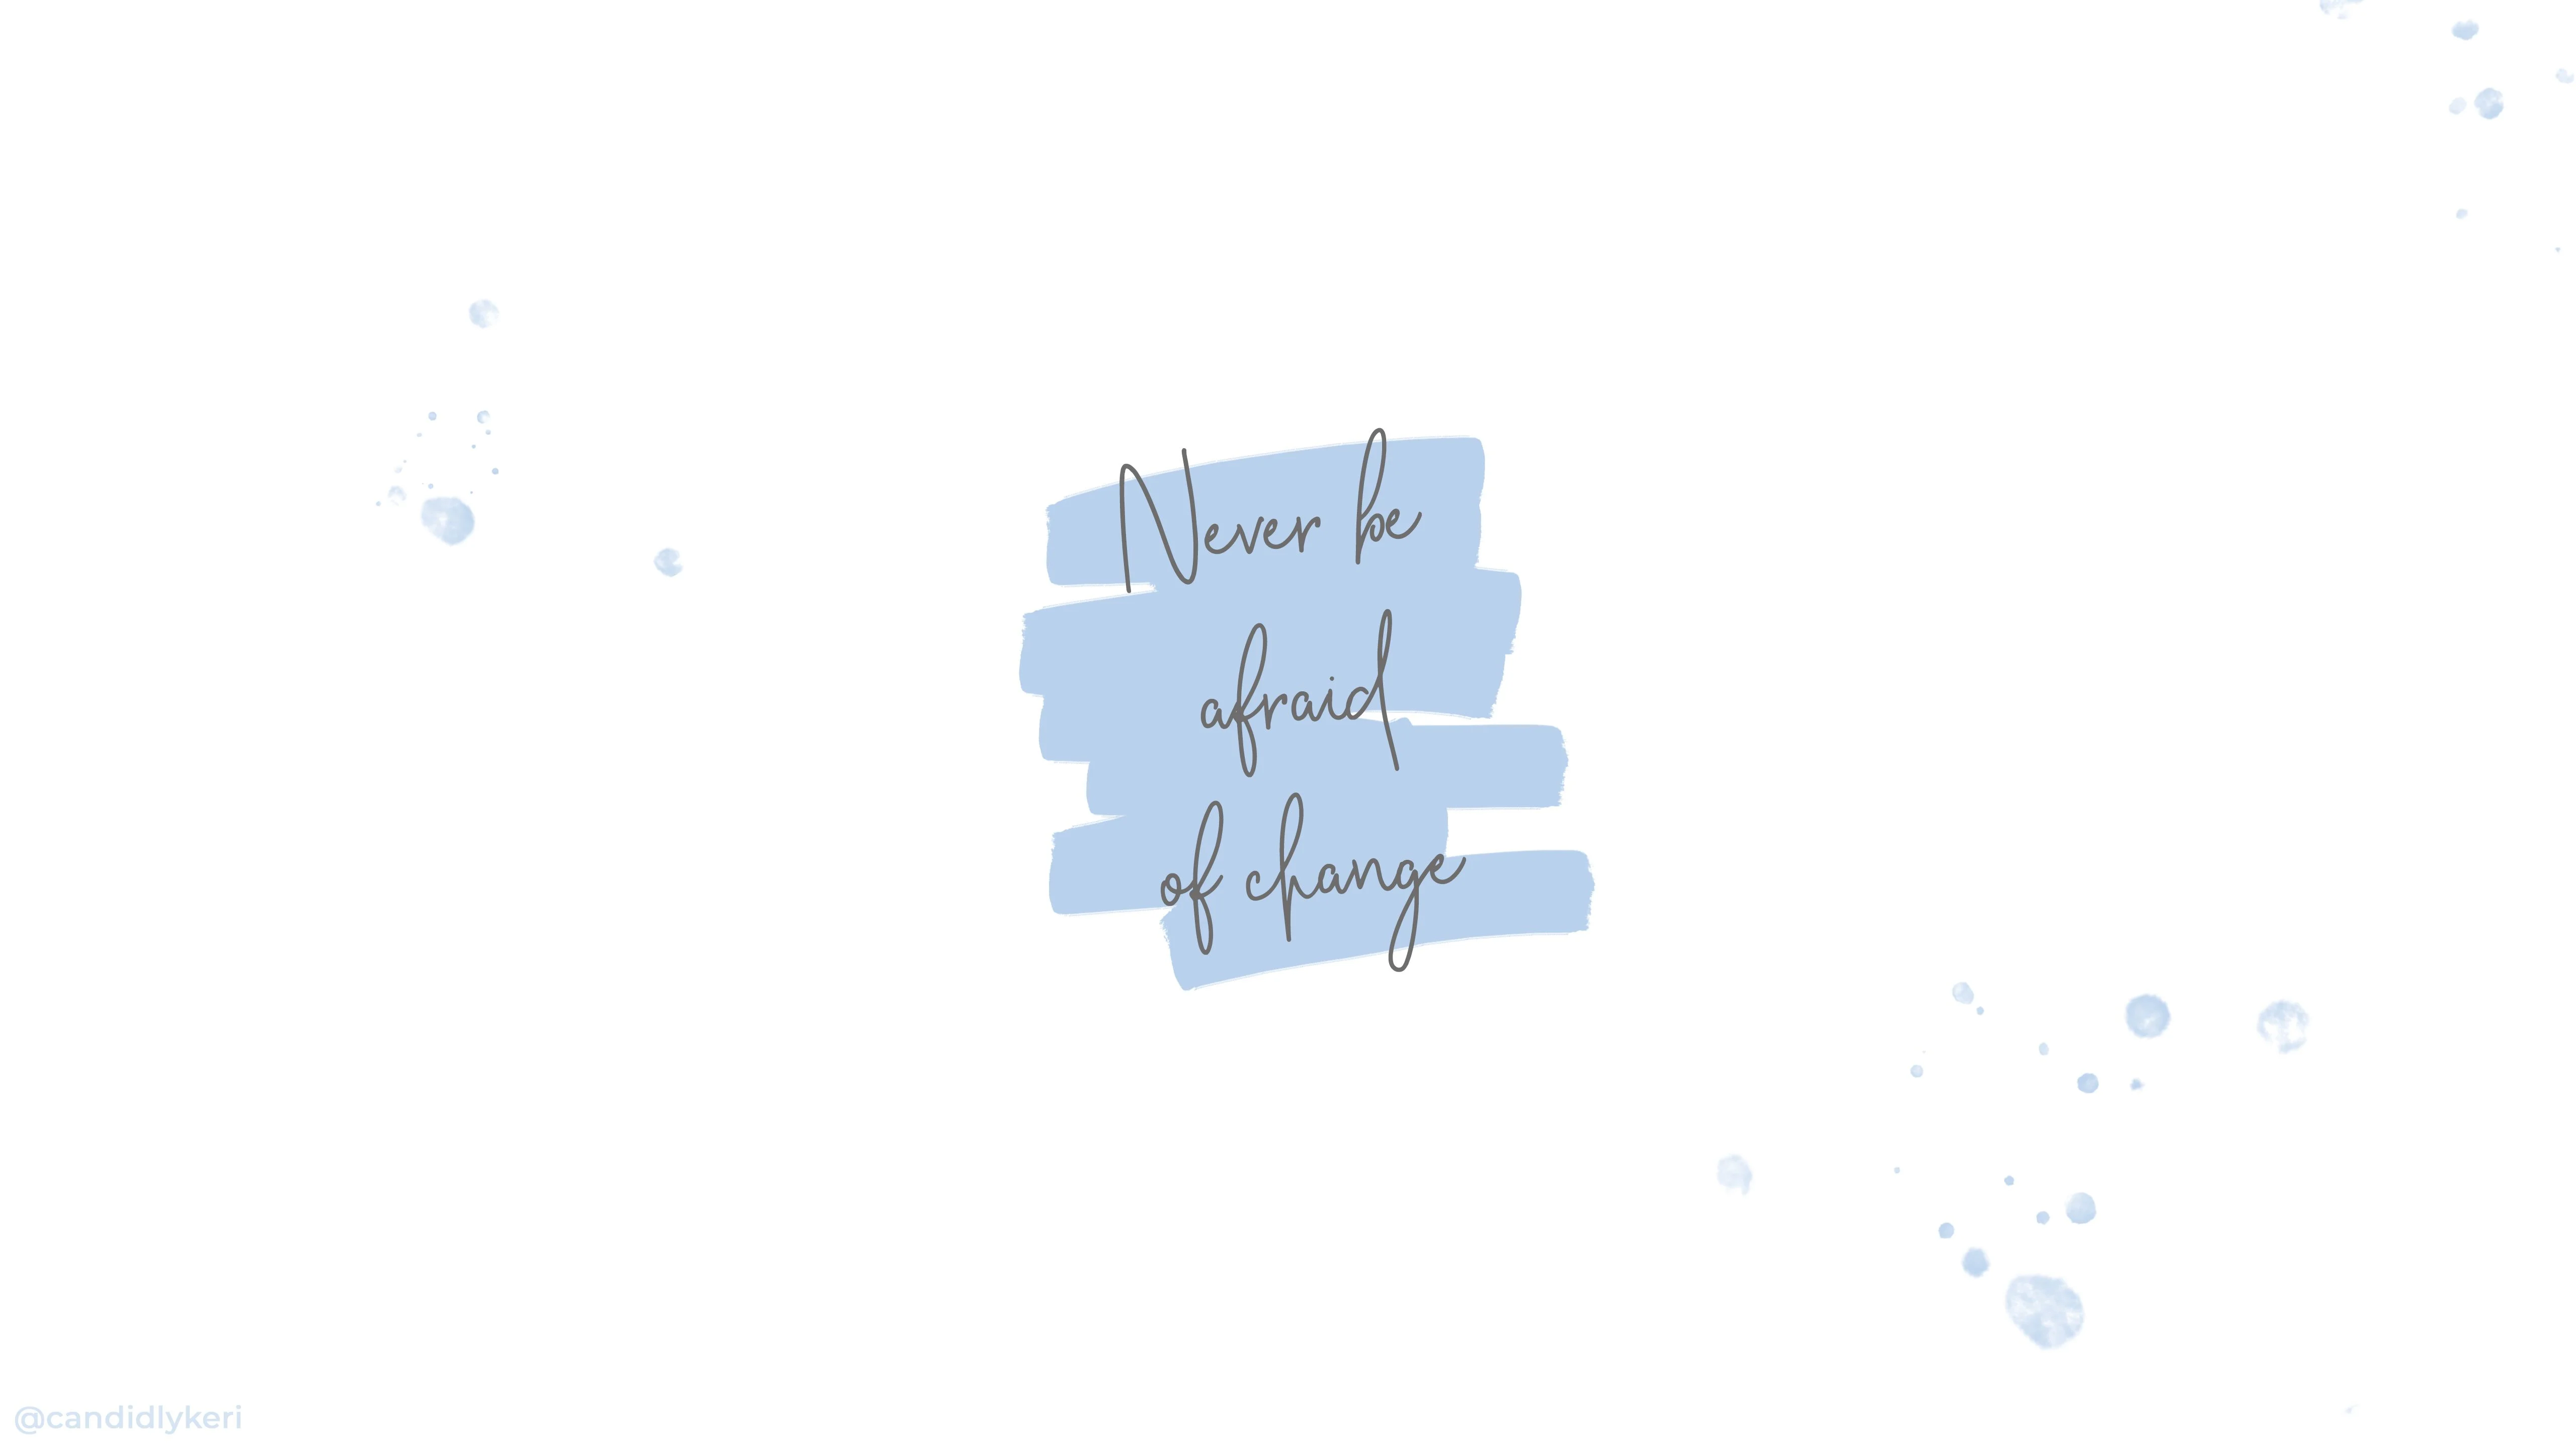 Never be
afraid
of change
@candidlykeri